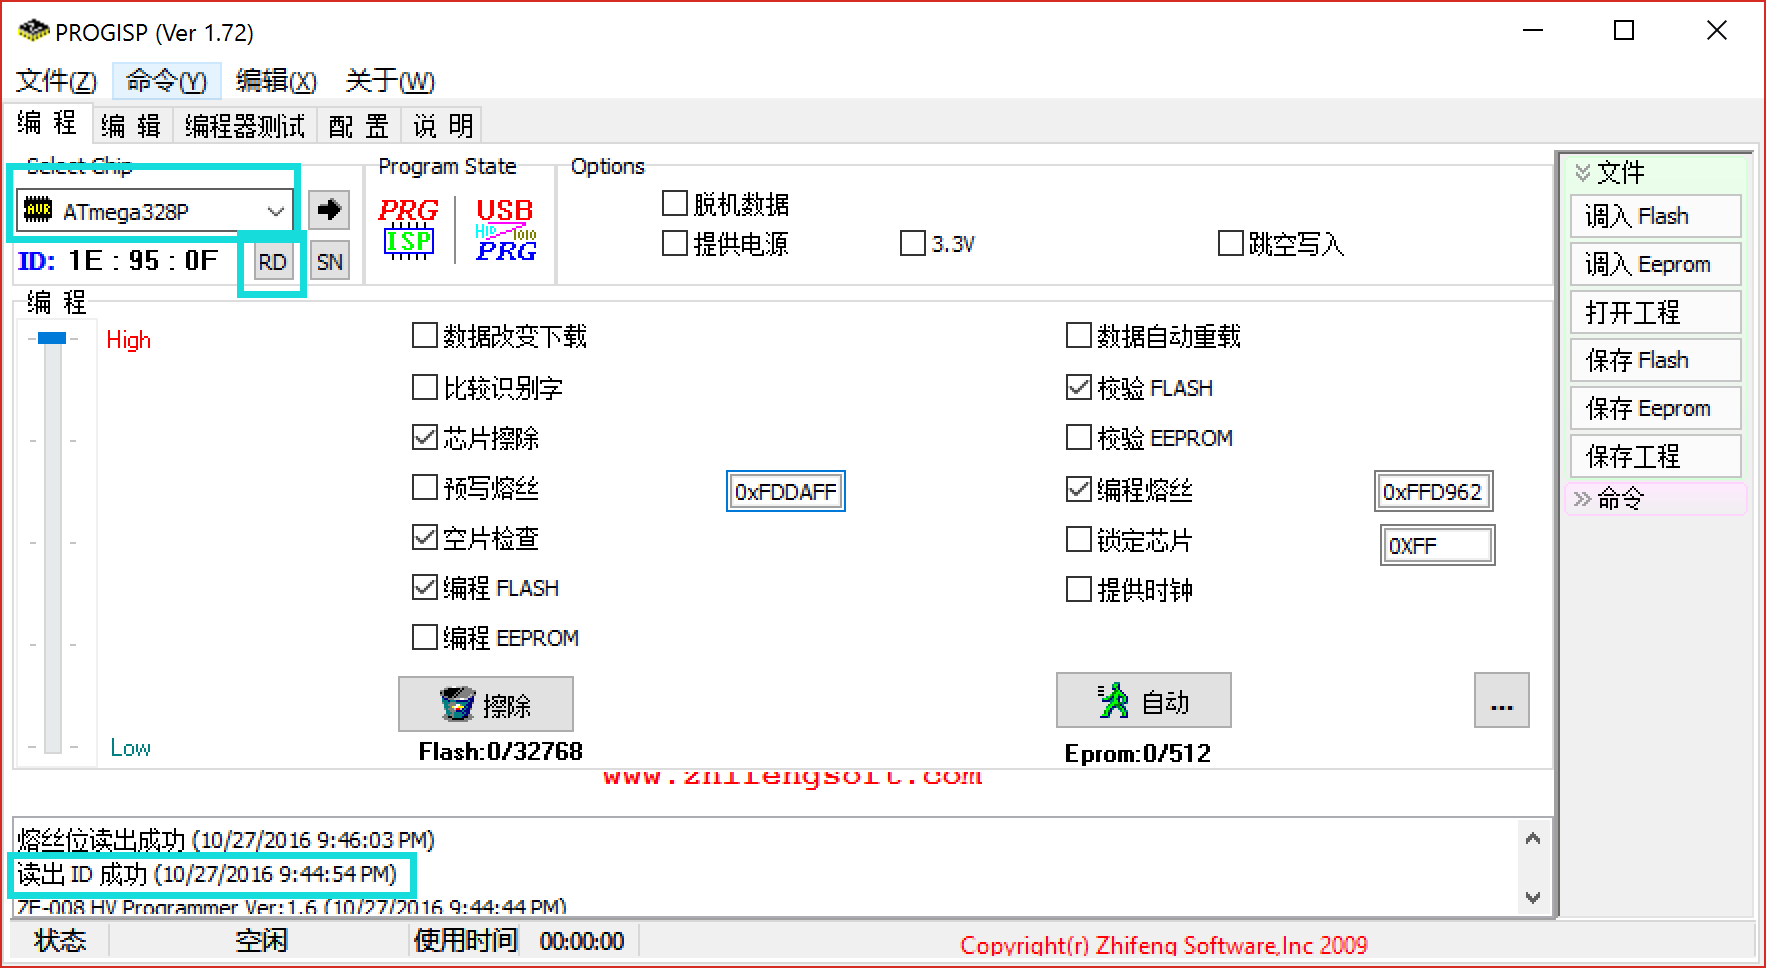 PROGISP (Ver 1.72)
文件(Z) 命令(Y) 编辑(X) 关于(W)
编 程 编 辑 编程器测试 配 置 说 明
Select Chip Program State Options
ATmega328P
PRG ISP
USB HID 1010 PRG
脱机数据
提供电源 3.3V 跳空写入
ID: 1E : 95 : 0F RD SN
编 程
High
数据改变下载 数据自动重载
比较识别字 校验 FLASH
芯片擦除 校验 EEPROM
预写熔丝 0xFDDAFF 编程熔丝 0xFFD962
空片检查 锁定芯片 0XFF
编程 FLASH 提供时钟
编程 EEPROM
擦除 自动 ...
Low
Flash:0/32768 Eprom:0/512
www.zhifengsoft.com
熔丝位读出成功 (10/27/2016 9:46:03 PM)
读出 ID 成功 (10/27/2016 9:44:54 PM)
ZF-008 HV Programmer Ver:1.6 (10/27/2016 9:44:44 PM)
状态 空闲 使用时间 00:00:00 Copyright(r) Zhifeng Software,Inc 2009
文件
调入 Flash
调入 Eeprom
打开工程
保存 Flash
保存 Eeprom
保存工程
命令